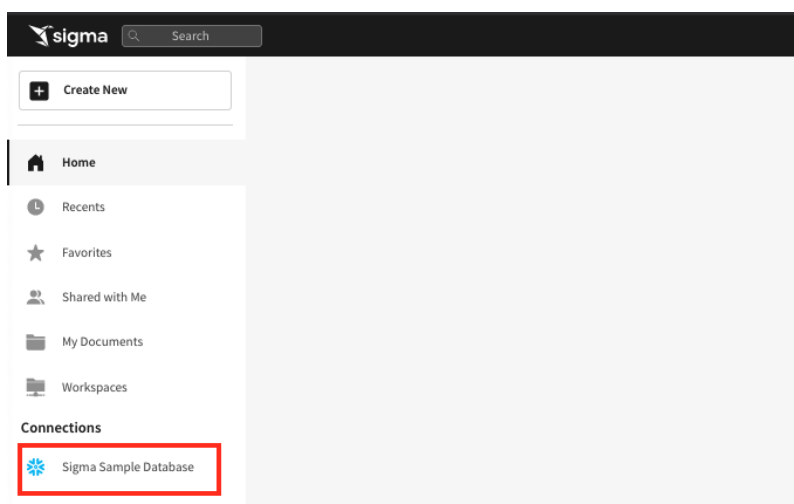 sigma
Search
Create New
Home
Recents
Favorites
Shared with Me
My Documents
Workspaces
Connections
Sigma Sample Database